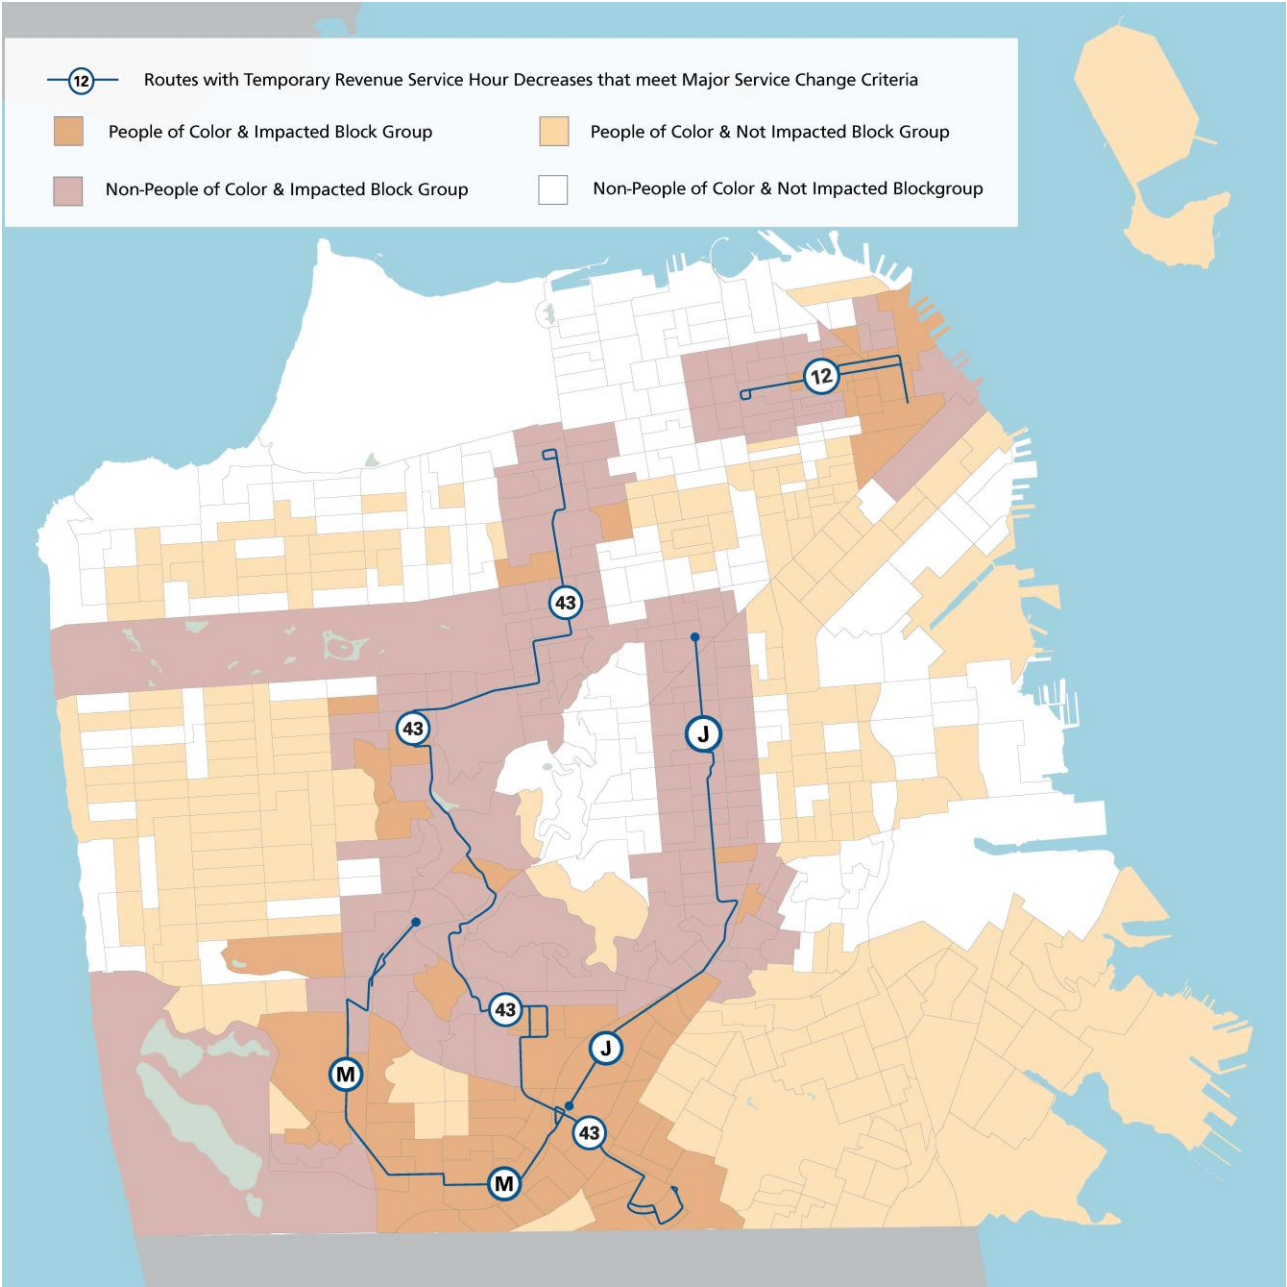 12 Routes with Temporary Revenue Service Hour Decreases that meet Major Service Change Criteria
People of Color & Impacted Block Group
People of Color & Not Impacted Block Group
Non-People of Color & Impacted Block Group
Non-People of Color & Not Impacted Blockgroup
12
43
43
J
43
J
M
43
M